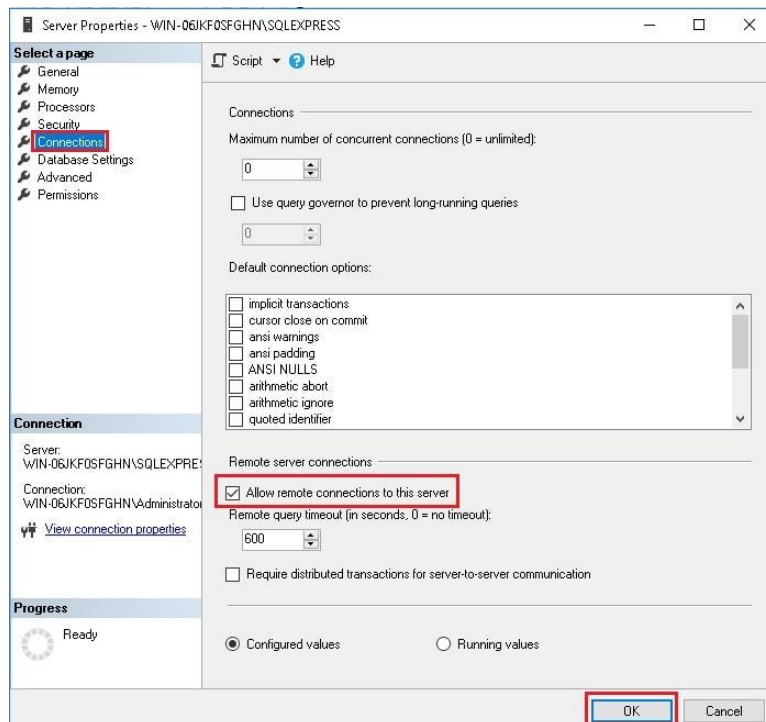 Server Properties - WIN-06JKF0SFGHN\SQLEXPRESS
Select a page
General
Memory
Processors
Security
Connections
Database Settings
Advanced
Permissions
Script
Help
Connections
Maximum number of concurrent connections (0 = unlimited):
0
Use query governor to prevent long-running queries
0
Default connection options:
implicit transactions
cursor close on commit
ansi warnings
ansi padding
ANSI NULLS
arithmetic abort
arithmetic ignore
quoted identifier
Connection
Server:
WIN-06JKF0SFGHN\SQLEXPRE
Connection:
WIN-06JKF0SFGHN\Administrator
View connection properties
Remote server connections
Allow remote connections to this server
Remote query timeout (in seconds, 0 = no timeout):
600
Require distributed transactions for server-to-server communication
Progress
Ready
Configured values
Running values
OK
Cancel